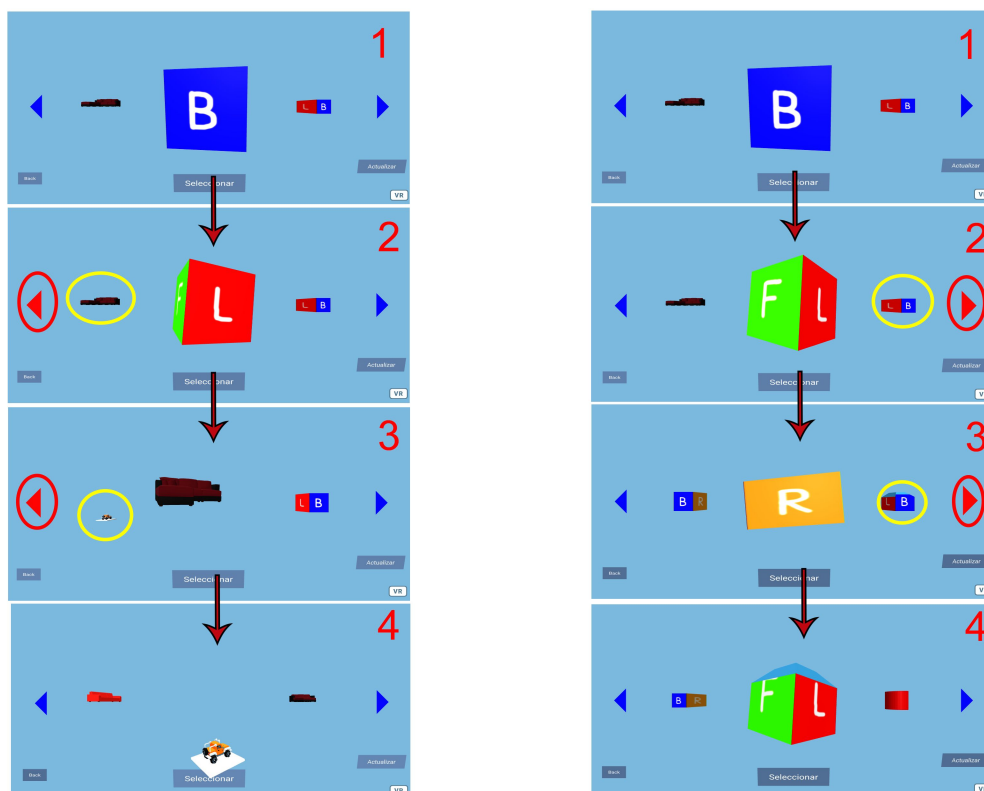 1
B
L B
Actualizar
Back
Seleccionar
VR
2
F L
L B
Actualizar
Back
Seleccionar
VR
3
L B
Actualizar
Back
Seleccionar
VR
4
Actualizar
Back
Seleccionar
VR
1
B
L B
Actualizar
Back
Seleccionar
V
2
F L
L B
Actualizar
Back
Seleccionar
V
3
B R
R
L B
Actualizar
Back
Seleccionar
V
4
B R
F L
Actualizar
Back
Seleccionar
V